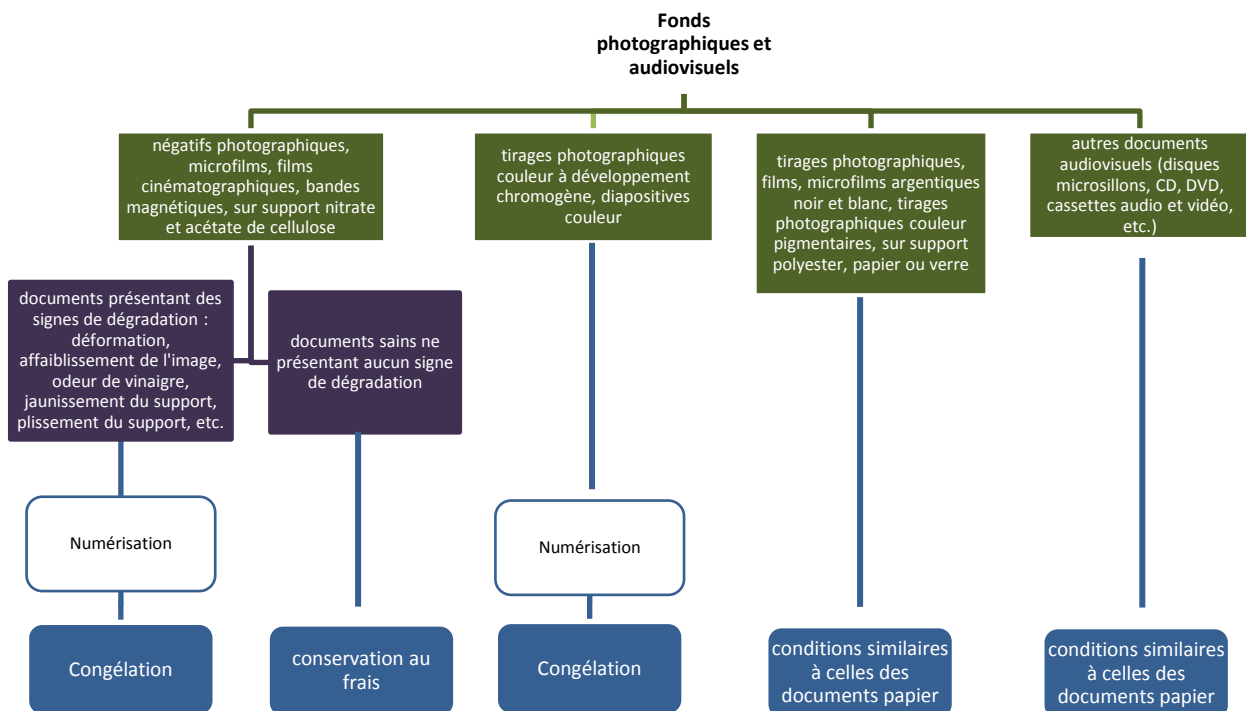 Fonds
photographiques et
audiovisuels
négatifs photographiques,
microfilms, films
cinématographiques, bandes
magnétiques, sur support nitrate
et acétate de cellulose
tirages photographiques
couleur à développement
chromogène, diapositives
couleur
tirages photographiques,
films, microfilms argentiques
noir et blanc, tirages
photographiques couleur
pigmentaires, sur support
polyester, papier ou verre
autres documents
audiovisuels (disques
microsillons, CD, DVD,
cassettes audio et vidéo,
etc.)
documents présentant des
signes de dégradation :
déformation,
affaiblissement de l'image,
odeur de vinaigre,
jaunissement du support,
plissement du support, etc.
documents sains ne
présentant aucun signe
de dégradation
Numérisation
Numérisation
Congélation
conservation au
frais
Congélation
conditions similaires
à celles des
documents papier
conditions similaires
à celles des
documents papier